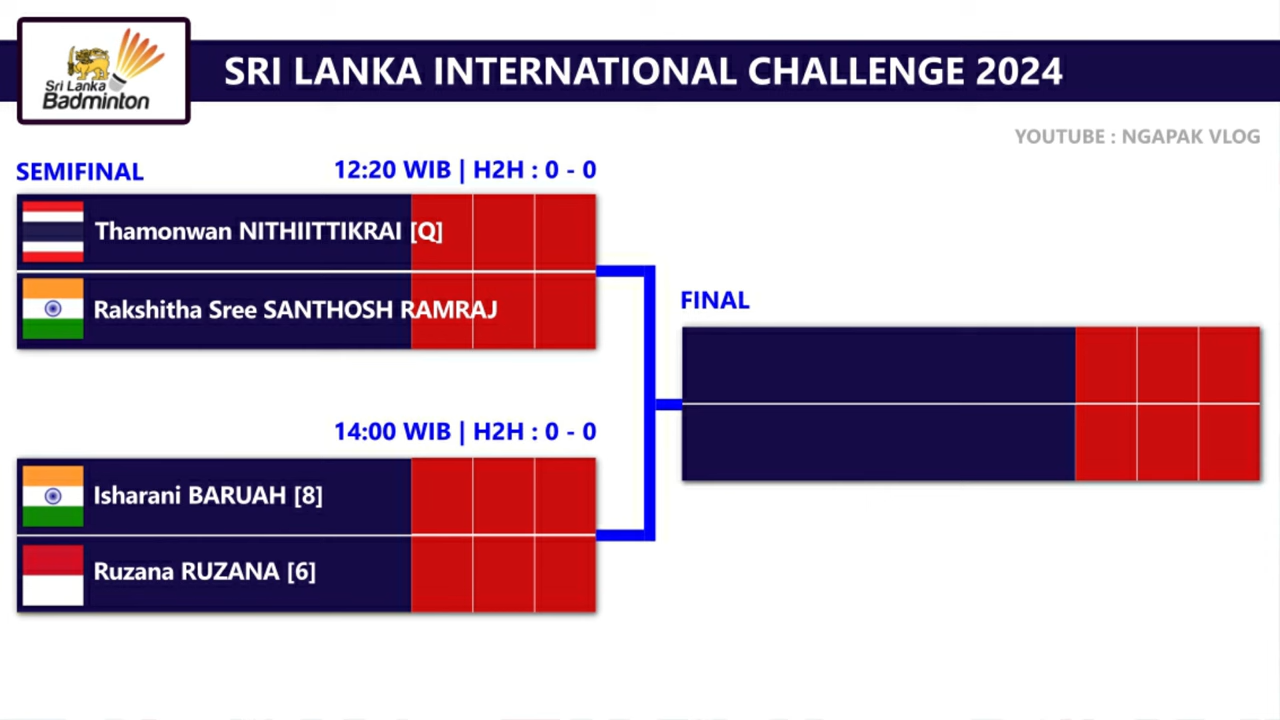 Sri Lanka
Badminton
SRI LANKA INTERNATIONAL CHALLENGE 2024
YOUTUBE : NGAPAK VLOG
SEMIFINAL
12:20 WIB | H2H : 0 - 0
Thamonwan NITHIITTIKRAI [Q]
Rakshitha Sree SANTHOSH RAMRAJ
FINAL
14:00 WIB | H2H : 0 - 0
Isharani BARUAH [8]
Ruzana RUZANA [6]